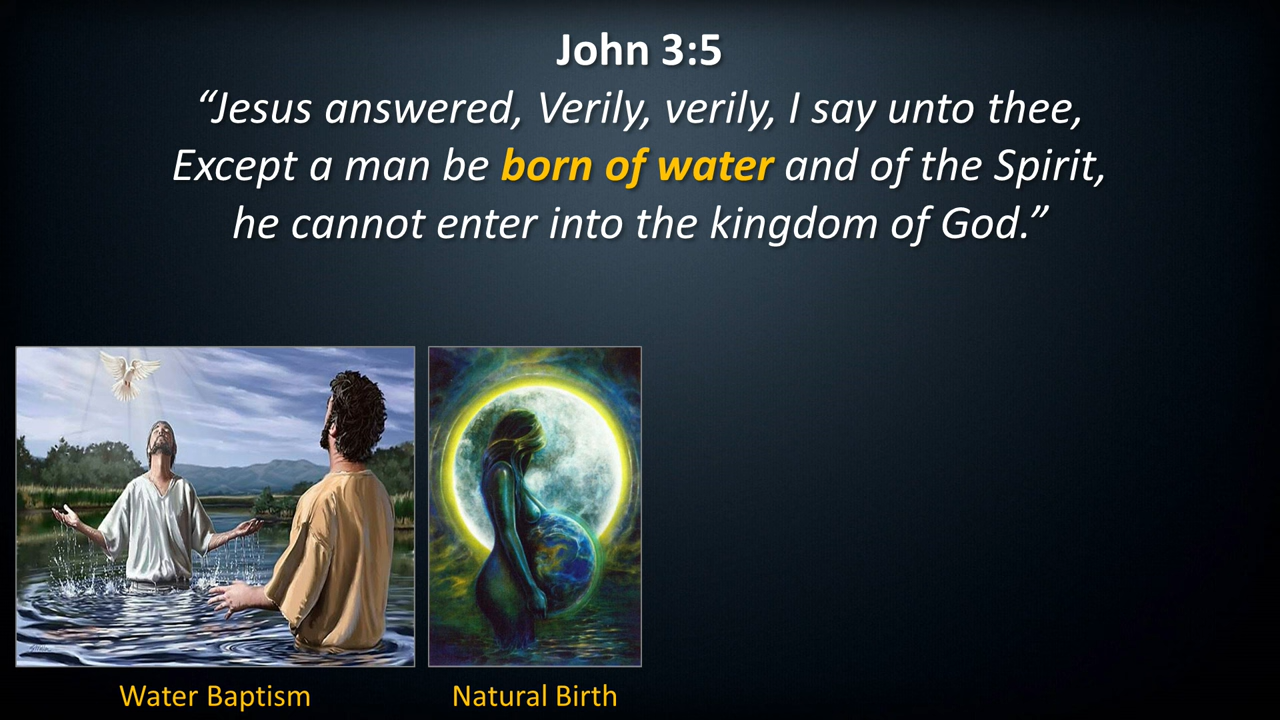 John 3:5
“Jesus answered, Verily, verily, I say unto thee,
Except a man be born of water and of the Spirit,
he cannot enter into the kingdom of God.”
Water Baptism
Natural Birth